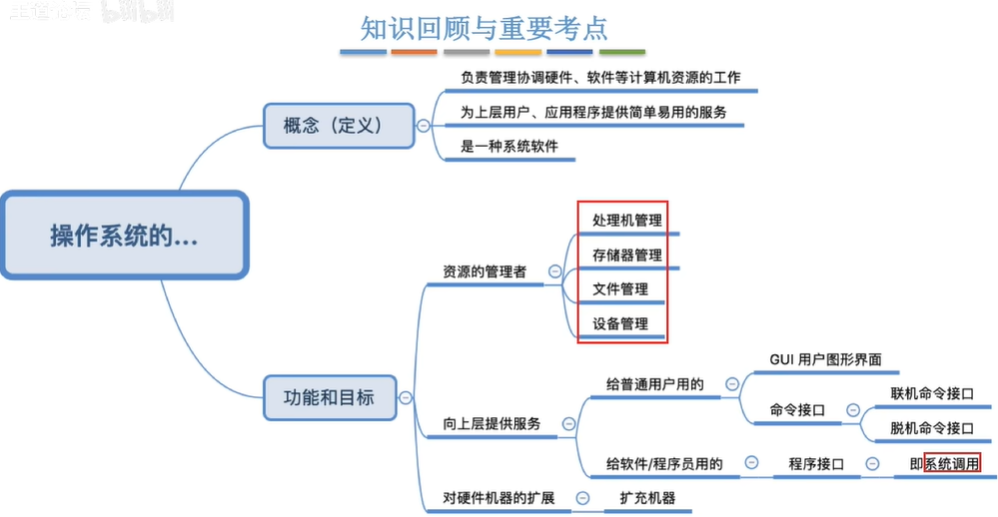 知识回顾与重要考点
负责管理协调硬件、软件等计算机资源的工作
概念（定义）
为上层用户、应用程序提供简单易用的服务
是一种系统软件
操作系统的...
处理机管理
存储器管理
资源的管理者
文件管理
设备管理
功能和目标
GUI 用户图形界面
给普通用户用的
联机命令接口
命令接口
向上层提供服务
脱机命令接口
给软件/程序员用的
程序接口
即系统调用
对硬件机器的扩展
扩充机器